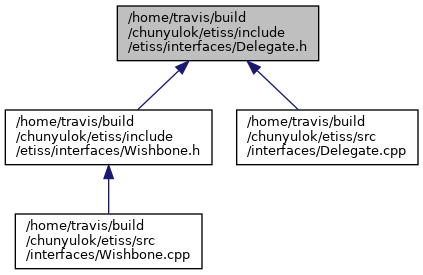 /home/travis/build
/chunyulok/etiss/include
/etiss/interfaces/Delegate.h
/home/travis/build
/chunyulok/etiss/include
/etiss/interfaces/Wishbone.h
/home/travis/build
/chunyulok/etiss/src
/interfaces/Delegate.cpp
/home/travis/build
/chunyulok/etiss/src
/interfaces/Wishbone.cpp